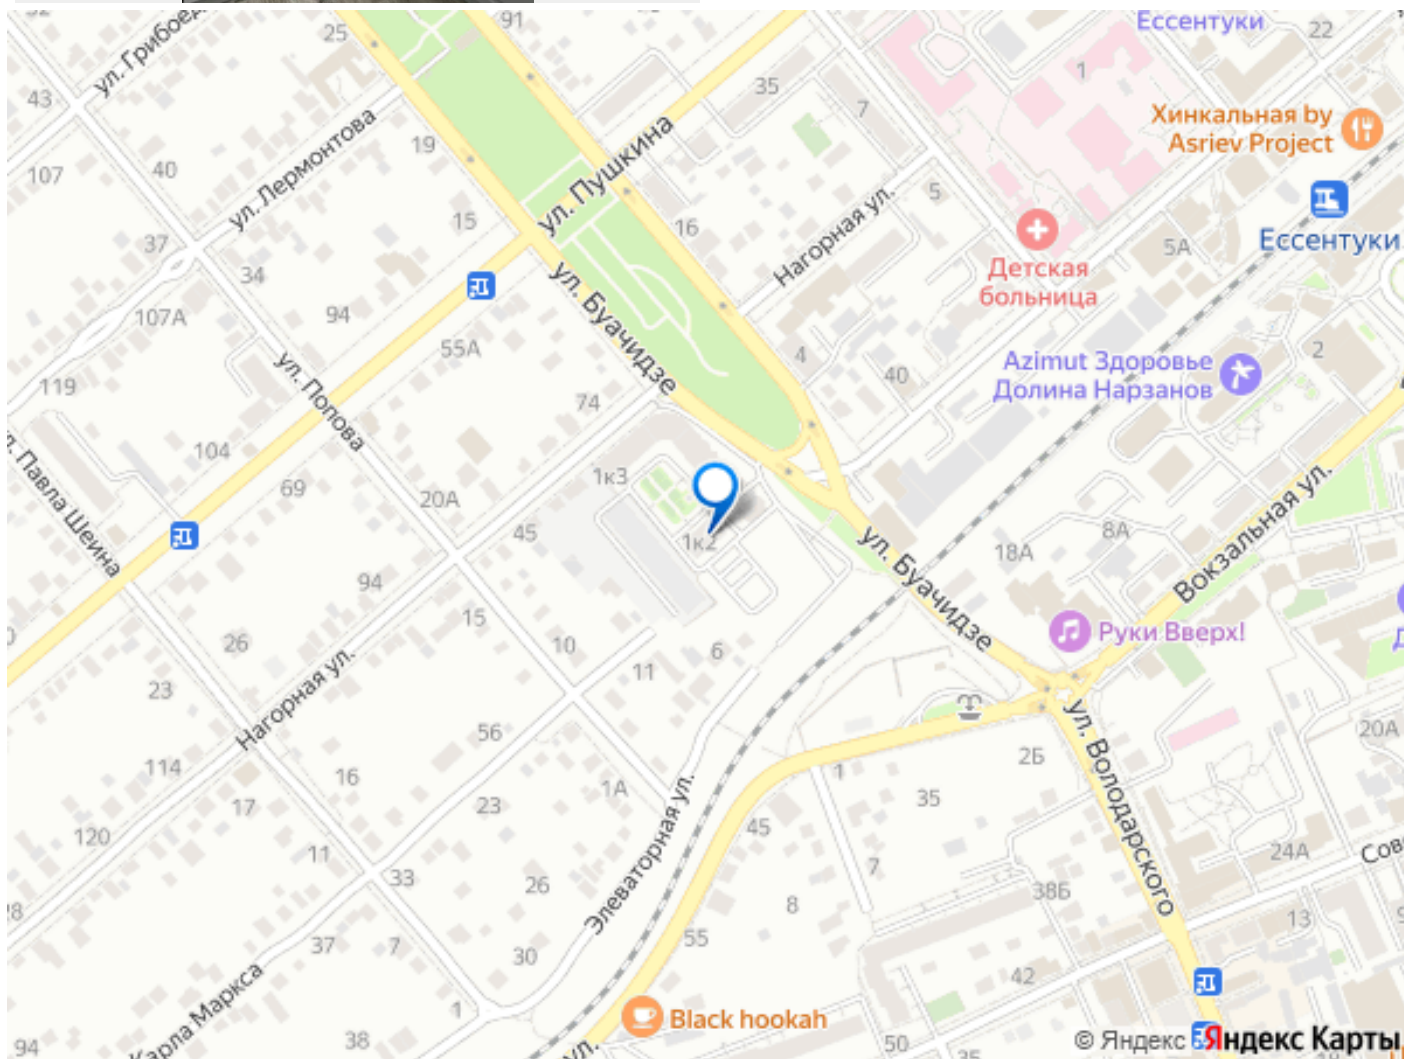 91
Ессентуки
22
ул. Грибоед
25
43
35
7
1
Хинкальная by
Asriev Project
ул. Лермонтова
19
40
107
ул. Пушкина
5
Нагорная ул.
15
16
37
34
5А
Ессентуки
Детская
больница
ул. Буачидзе
107А
94
55А
4
40
2
Azimut Здоровье
Долина Нарзанов
119
ул. Попова
74
104
69
20А
1к3
л. Павла Шеина
45
1к2
ул. Буачидзе
18А
8А
Вокзальная ул.
94
15
26
10
6
11
Руки Вверх!
23
Нагорная ул.
56
114
16
17
23
1А
1
2Б
35
ул. Володарского
20А
120
11
33
26
45
7
24А
Сов
Элеваторная ул.
8
38Б
13
37
7
30
55
42
Карла Маркса
1
38
94
Black hookah
ул.
50
35
© Яндекс
Яндекс Карты